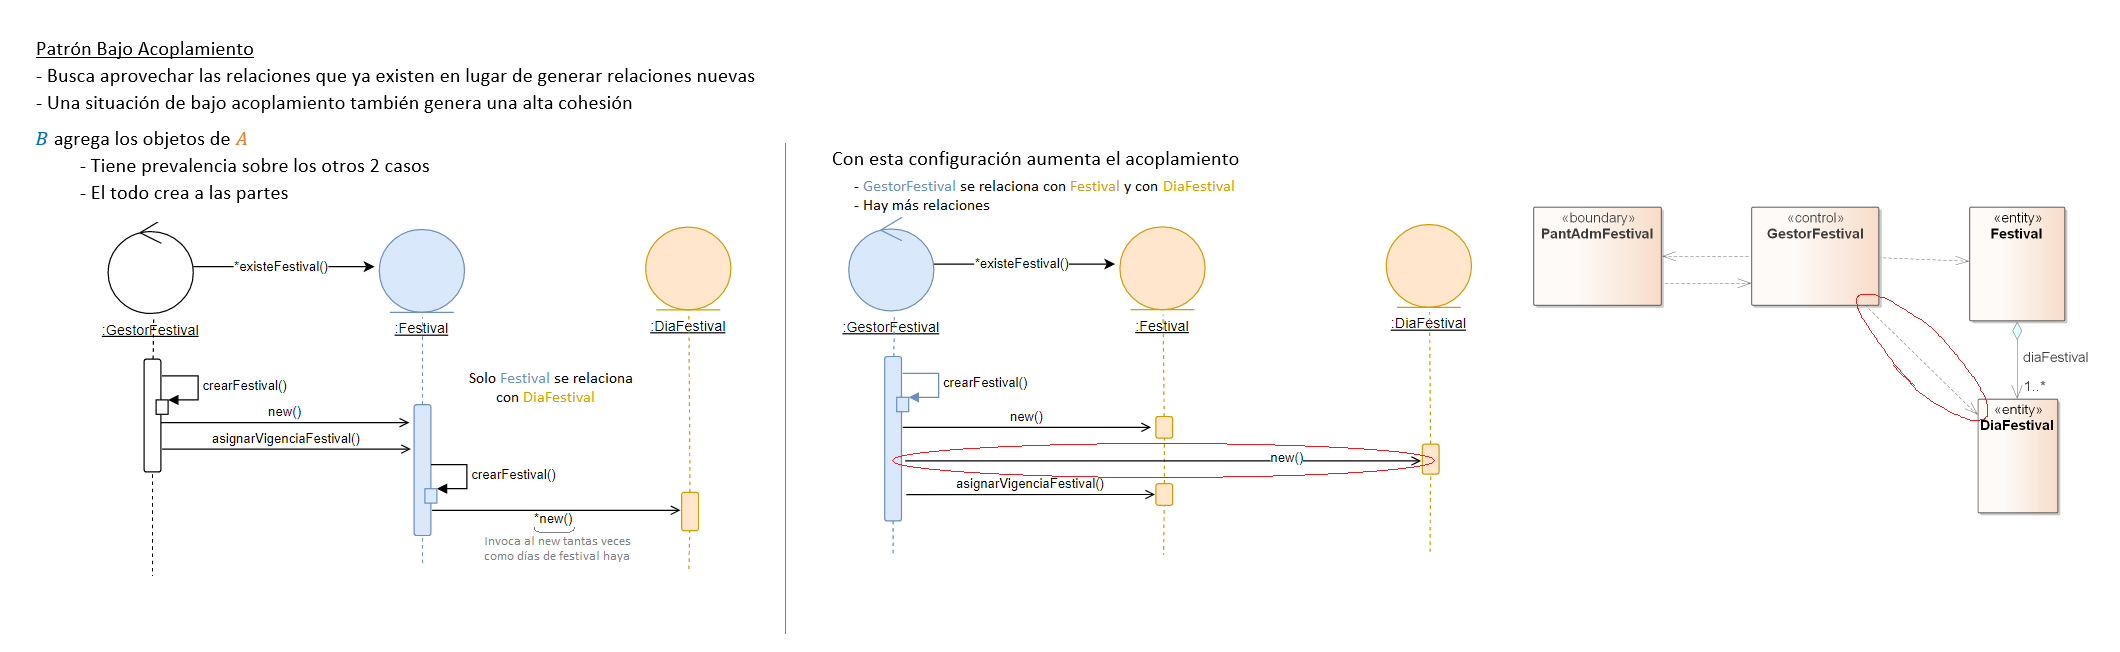 Patrón Bajo Acoplamiento
- Busca aprovechar las relaciones que ya existen en lugar de generar relaciones nuevas
- Una situación de bajo acoplamiento también genera una alta cohesión
B agrega los objetos de A
- Tiene prevalencia sobre los otros 2 casos
- El todo crea a las partes
*existeFestival()
:GestorFestival
:Festival
:DiaFestival
crearFestival()
new()
asignarVigenciaFestival()
Solo Festival se relaciona
con DiaFestival
crearFestival()
*new()
Invoca al new tantas veces
como días de festival haya
Con esta configuración aumenta el acoplamiento
- GestorFestival se relaciona con Festival y con DiaFestival
- Hay más relaciones
*existeFestival()
:GestorFestival
:Festival
:DiaFestival
crearFestival()
new()
new()
asignarVigenciaFestival()
«boundary»
PantAdmFestival
«control»
GestorFestival
«entity»
Festival
diaFestival
1..*
«entity»
DiaFestival